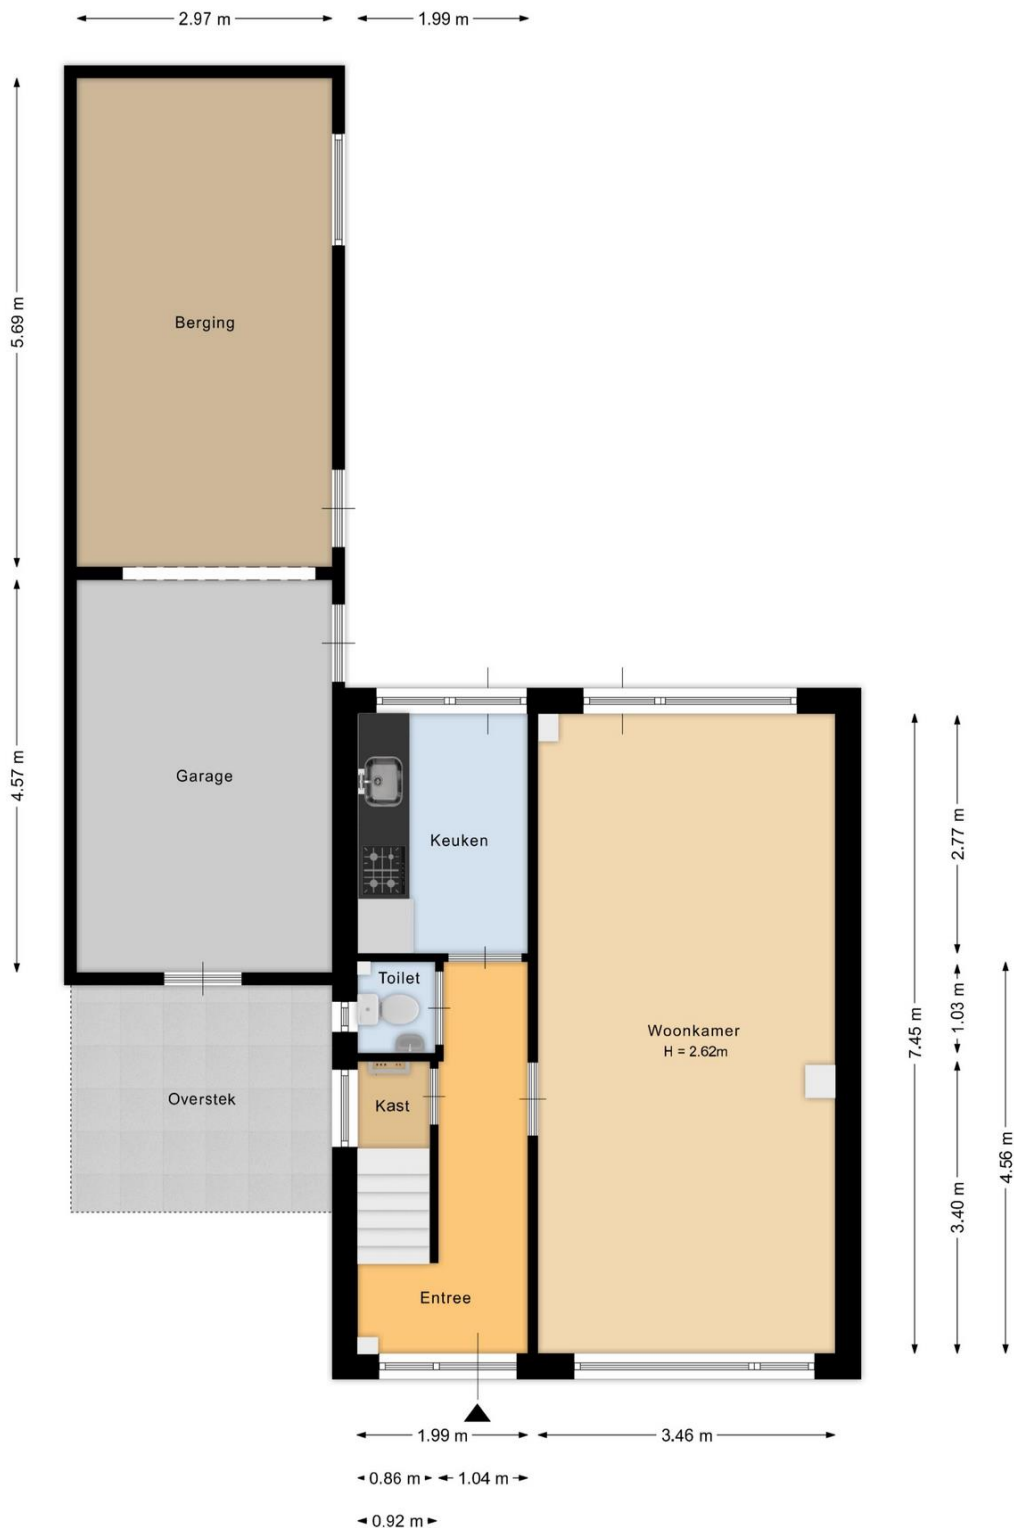 2.97 m
1.99 m
5.69 m
Berging
4.57 m
Garage
Keuken
2.77 m
Toilet
1.03 m
7.45 m
Woonkamer
H = 2.62m
Overstek
Kast
4.56 m
3.40 m
Entree
1.99 m
3.46 m
0.86 m
1.04 m
0.92 m